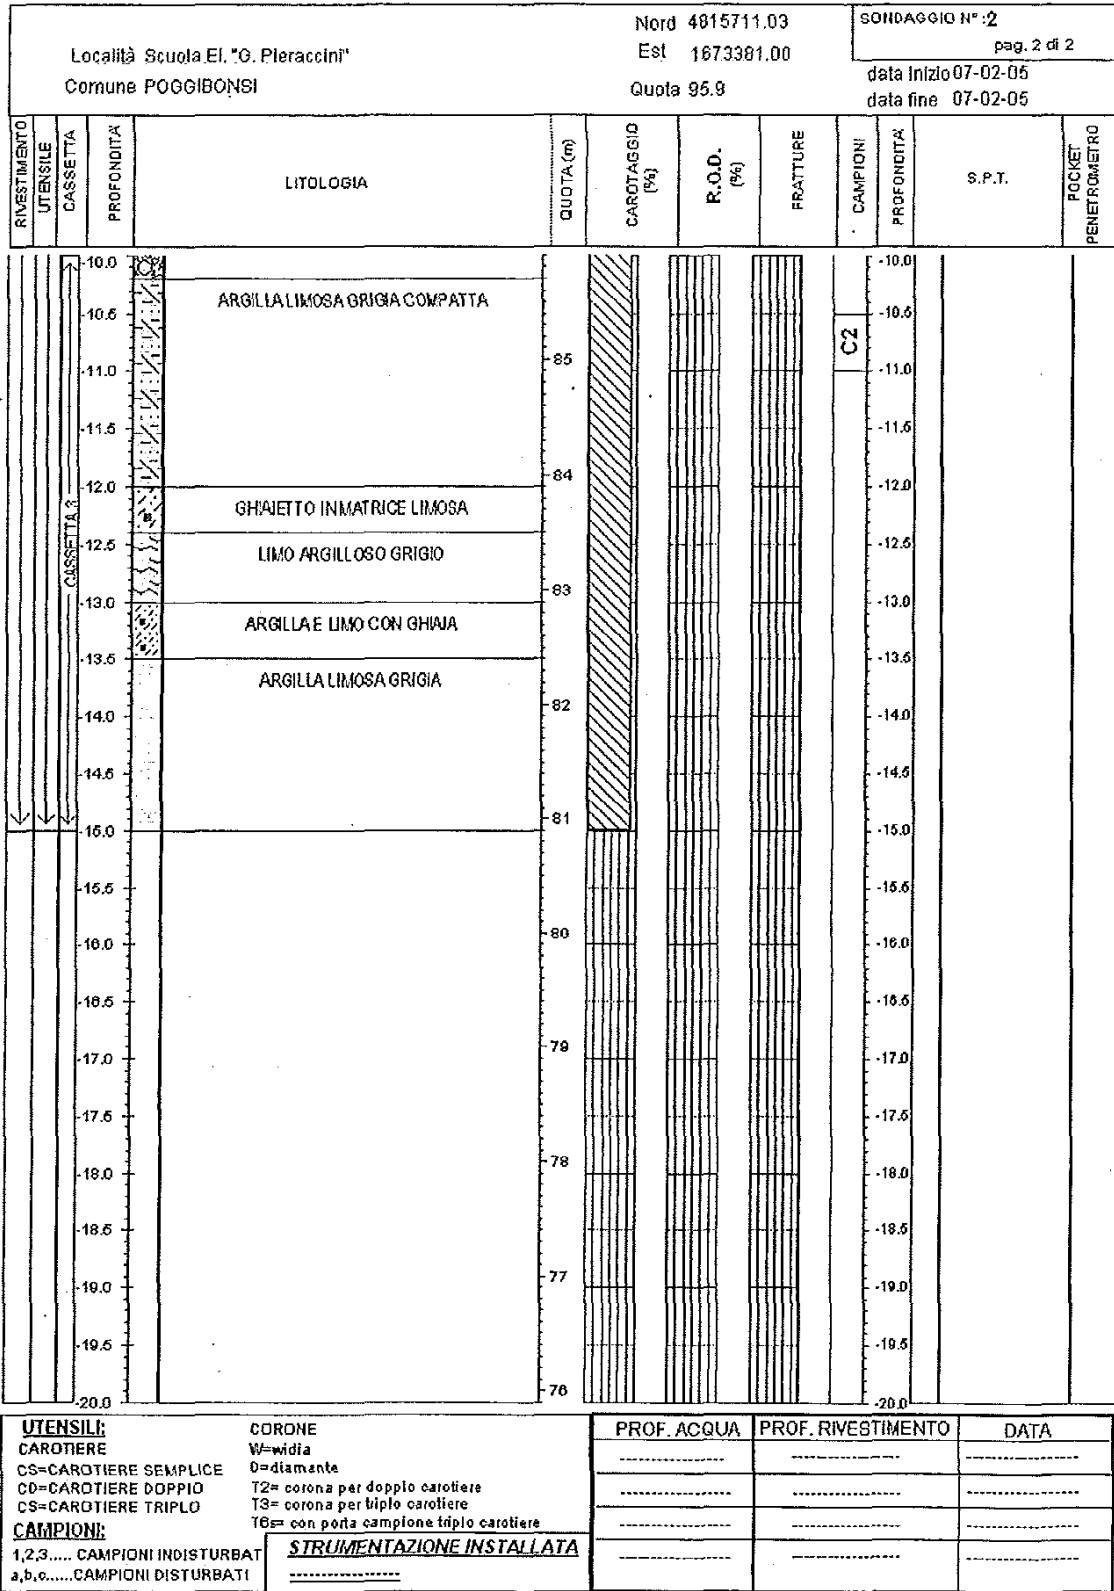 Località Scuola El. "G. Pieraccini"
Comune POGGIBONSI
Nord 4815711.03
Est 1673381.00
Quota 95.9
SONDAGGIO N° :2
pag. 2 di 2
data inizio 07-02-05
data fine 07-02-05
RIVESTIMENTO
UTENSILE
CASSETTA
PROFONDITA'
LITOLOGIA
QUOTA (m)
CAROTAGGIO (%)
R.Q.D. (%)
FRATTURE
CAMPIONI
PROFONDITA'
S.P.T.
POCKET PENETROMETRO
CASSETTA 3
-10.0
-10.5
-11.0
-11.5
-12.0
-12.5
-13.0
-13.5
-14.0
-14.5
-15.0
-15.5
-16.0
-16.5
-17.0
-17.5
-18.0
-18.5
-19.0
-19.5
-20.0
ARGILLA LIMOSA GRIGIA COMPATTA
GHIAIETTO IN MATRICE LIMOSA
LIMO ARGILLOSO GRIGIO
ARGILLA E LIMO CON GHIAIA
ARGILLA LIMOSA GRIGIA
85
84
83
82
81
80
79
78
77
76
C2
-10.0
-10.5
-11.0
-11.5
-12.0
-12.5
-13.0
-13.5
-14.0
-14.5
-15.0
-15.5
-16.0
-16.5
-17.0
-17.5
-18.0
-18.5
-19.0
-19.5
-20.0
UTENSILI:
CAROTIERE
CS=CAROTIERE SEMPLICE
CD=CAROTIERE DOPPIO
CS=CAROTIERE TRIPLO
CAMPIONI:
1,2,3..... CAMPIONI INDISTURBAT
a,b,c......CAMPIONI DISTURBATI
CORONE
W=widia
D=diamante
T2= corona per doppio carotiere
T3= corona per triplo carotiere
T6s= con porta campione triplo carotiere
STRUMENTAZIONE INSTALLATA
-----------------
PROF. ACQUA PROF. RIVESTIMENTO DATA
---------------- ---------------- ----------------
---------------- ---------------- ----------------
---------------- ---------------- ----------------
---------------- ---------------- ----------------